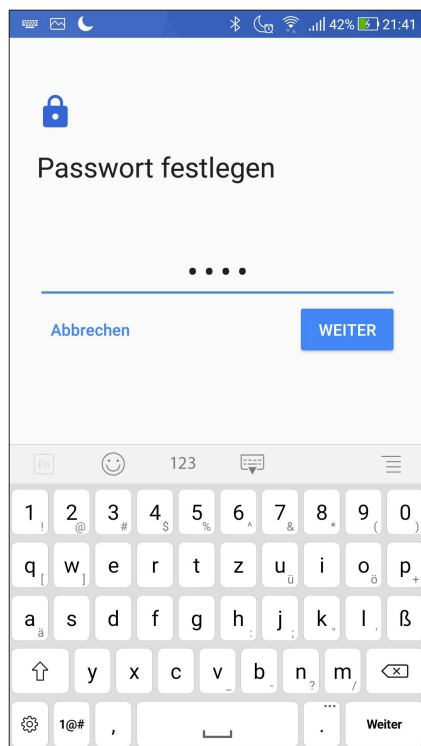 42% 21:41
Passwort festlegen
••••
Abbrechen WEITER
En 123
1 ! 2 @ 3 # 4 $ 5 % 6 ^ 7 & 8 * 9 ( 0 )
q [ w ] e r t z u ü i o ö p +
a ä s d f g h : j ; k " l ' ß
y x c v _ b - n ? m /
1@# , . ... Weiter